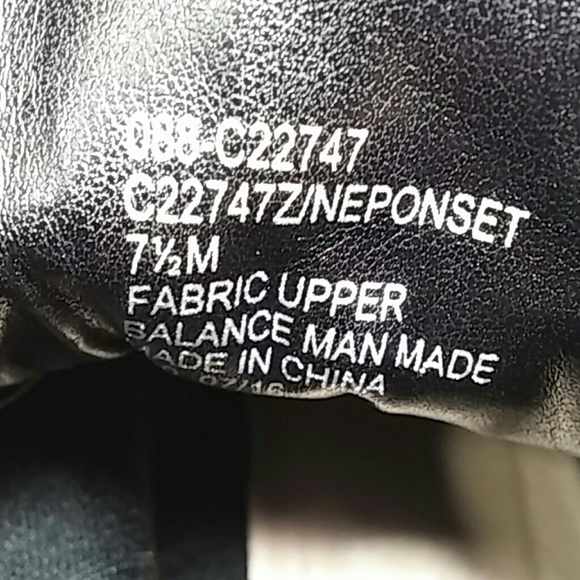 088-C22747
C22747Z/NEPONSET
7½M
FABRIC UPPER
BALANCE MAN MADE
MADE IN CHINA